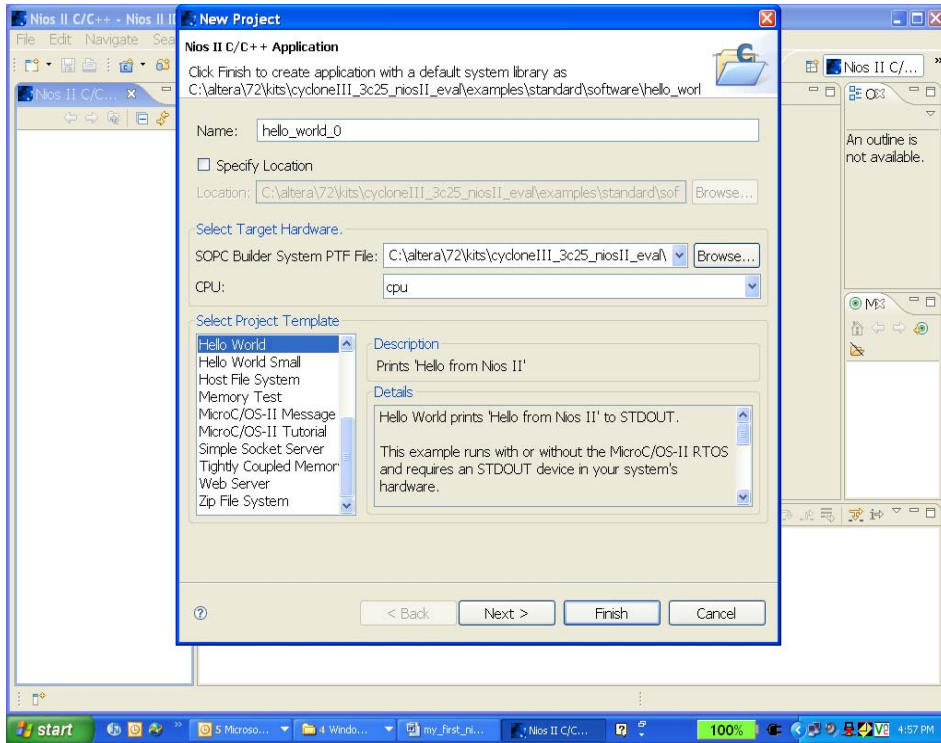 Nios II C/C++ - Nios II
New Project
File Edit Navigate Sea
Nios II C/C++ Application
Click Finish to create application with a default system library as
C:\altera\72\kits\cycloneIII_3c25_niosII_eval\examples\standard\software\hello_worl
Nios II C/...
Nios II C/C...
Name: hello_world_0
An outline is
not available.
Specify Location
Location: C:\altera\72\kits\cycloneIII_3c25_niosII_eval\examples\standard\sof Browse...
Select Target Hardware.
SOPC Builder System PTF File: C:\altera\72\kits\cycloneIII_3c25_niosII_eval\ Browse...
CPU: cpu
Select Project Template
Hello World
Hello World Small
Host File System
Memory Test
MicroC/OS-II Message
MicroC/OS-II Tutorial
Simple Socket Server
Tightly Coupled Memor
Web Server
Zip File System
Description
Prints 'Hello from Nios II'
Details
Hello World prints 'Hello from Nios II' to STDOUT.
This example runs with or without the MicroC/OS-II RTOS
and requires an STDOUT device in your system's
hardware.
< Back Next > Finish Cancel
start 5 Microso... 4 Windo... my_first_ni... Nios II C/C... 100% 4:57 PM